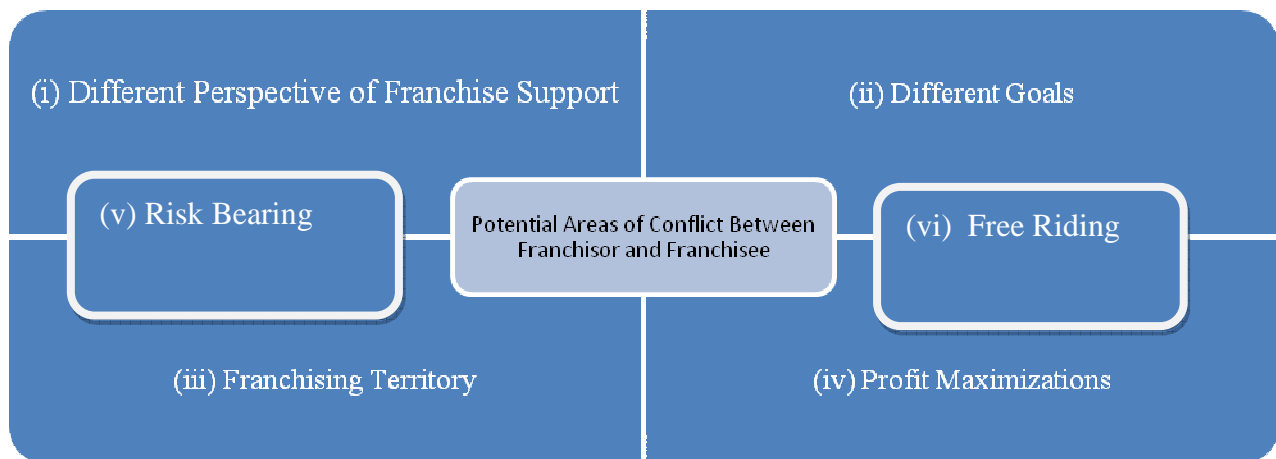 (i) Different Perspective of Franchise Support
(ii) Different Goals
(v) Risk Bearing
Potential Areas of Conflict Between
Franchisor and Franchisee
(vi) Free Riding
(iii) Franchising Territory
(iv) Profit Maximizations